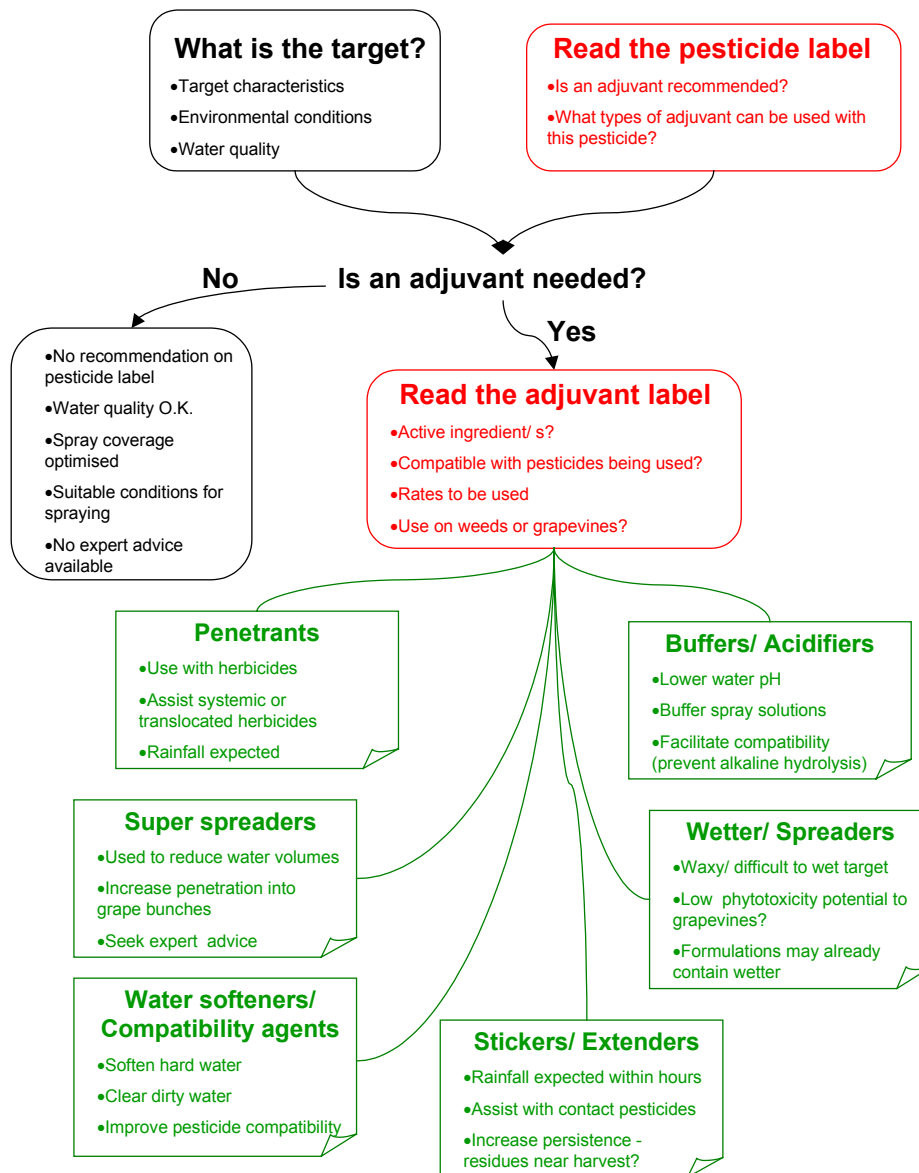 What is the target?
•Target characteristics
•Environmental conditions
•Water quality
Read the pesticide label
•Is an adjuvant recommended?
•What types of adjuvant can be used with
this pesticide?
No
Is an adjuvant needed?
Yes
•No recommendation on
pesticide label
•Water quality O.K.
•Spray coverage
optimised
•Suitable conditions for
spraying
•No expert advice
available
Read the adjuvant label
•Active ingredient/ s?
•Compatible with pesticides being used?
•Rates to be used
•Use on weeds or grapevines?
Penetrants
•Use with herbicides
•Assist systemic or
translocated herbicides
•Rainfall expected
Buffers/ Acidifiers
•Lower water pH
•Buffer spray solutions
•Facilitate compatibility
(prevent alkaline hydrolysis)
Super spreaders
•Used to reduce water volumes
•Increase penetration into
grape bunches
•Seek expert  advice
Wetter/ Spreaders
•Waxy/ difficult to wet target
•Low  phytotoxicity potential to
grapevines?
•Formulations may already
contain wetter
Water softeners/
Compatibility agents
•Soften hard water
•Clear dirty water
•Improve pesticide compatibility
Stickers/ Extenders
•Rainfall expected within hours
•Assist with contact pesticides
•Increase persistence -
residues near harvest?